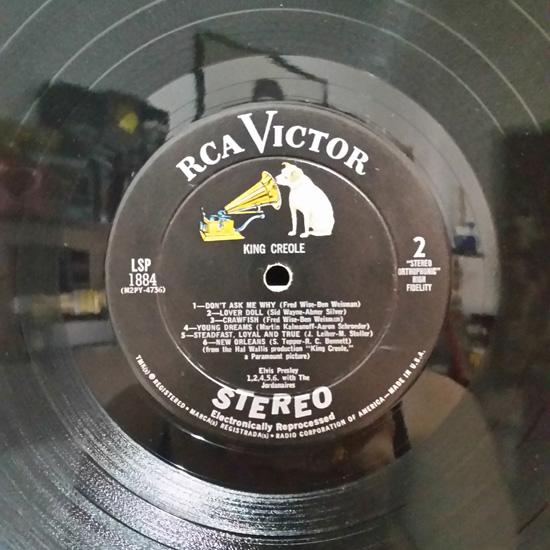 RCA VICTOR
KING CREOLE
LSP
1884
(M2PY-4736)
2
"STEREO
ORTHOPHONIC"
HIGH
FIDELITY
1—DON'T ASK ME WHY (Fred Wise-Ben Weisman)
2—LOVER DOLL (Sid Wayne-Abner Silver)
3—CRAWFISH (Fred Wise-Ben Weisman)
4—YOUNG DREAMS (Martin Kalmanoff-Aaron Schroeder)
5—STEADFAST, LOYAL AND TRUE (J. Leiber-M. Stoller)
6—NEW ORLEANS (S. Tepper-R. C. Bennett)
(from the Hal Wallis production "King Creole,"
a Paramount picture)
Elvis Presley
1,2,4,5,6. with The
Jordanaires
STEREO
Electronically Reprocessed
TMK(s) ® REGISTERED • MARCA(s) REGISTRADA(s) • RADIO CORPORATION OF AMERICA—MADE IN U.S.A.